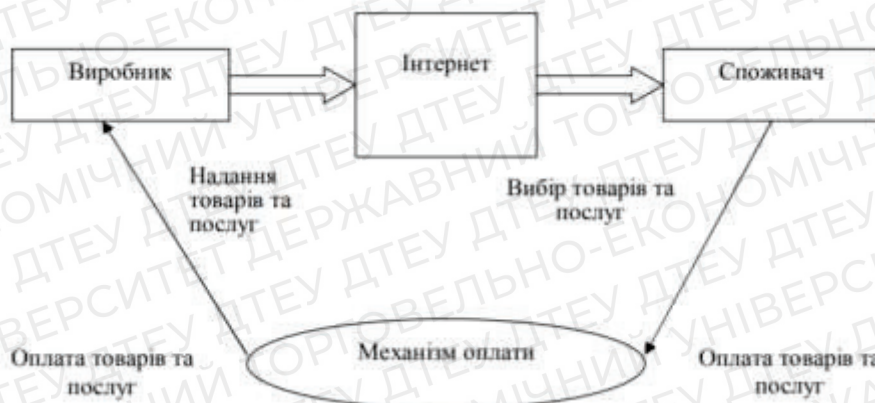 Виробник
Інтернет
Споживач
Надання
товарів та
послуг
Вибір товарів та
послуг
Оплата товарів та
послуг
Механізм оплати
Оплата товарів та
послуг